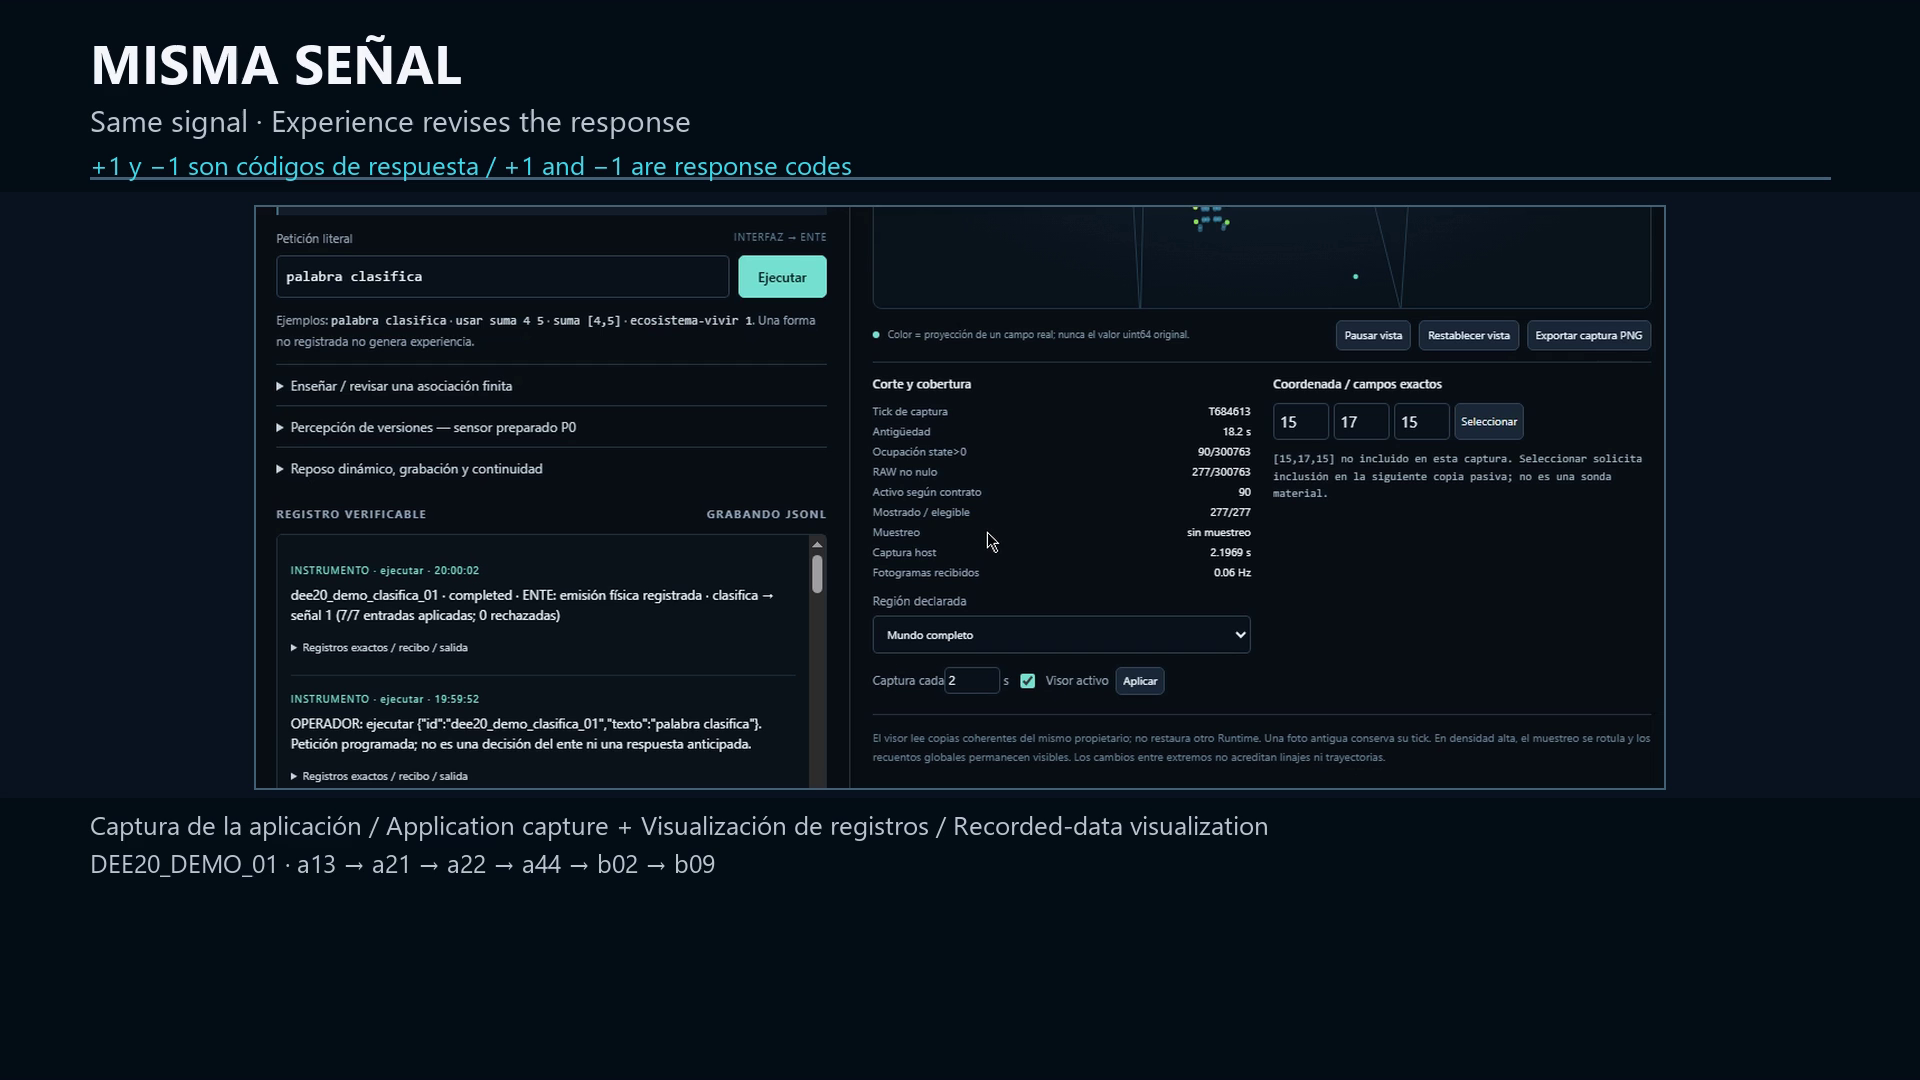 MISMA SEÑAL
Same signal · Experience revises the response
+1 y −1 son códigos de respuesta / +1 and −1 are response codes
Petición literal
INTERFAZ → ENTE
palabra clasifica
Ejecutar
Ejemplos: palabra clasifica · usar suma 4 5 · suma [4,5] · ecosistema-vivir 1. Una forma
no registrada no genera experiencia.
▶ Enseñar / revisar una asociación finita
▶ Percepción de versiones — sensor preparado P0
▶ Reposo dinámico, grabación y continuidad
REGISTRO VERIFICABLE
GRABANDO JSONL
INSTRUMENTO · ejecutar · 20:00:02
dee20_demo_clasifica_01 · completed · ENTE: emisión física registrada · clasifica →
señal 1 (7/7 entradas aplicadas; 0 rechazadas)
▶ Registros exactos / recibo / salida
INSTRUMENTO · ejecutar · 19:59:52
OPERADOR: ejecutar {"id":"dee20_demo_clasifica_01","texto":"palabra clasifica"}.
Petición programada; no es una decisión del ente ni una respuesta anticipada.
▶ Registros exactos / recibo / salida
Color = proyección de un campo real; nunca el valor uint64 original.
Pausar vista
Restablecer vista
Exportar captura PNG
Corte y cobertura
Tick de captura T684613
Antigüedad 18.2 s
Ocupación state>0 90/300763
RAW no nulo 277/300763
Activo según contrato 90
Mostrado / elegible 277/277
Muestreo sin muestreo
Captura host 2.1969 s
Fotogramas recibidos 0.06 Hz
Región declarada
Mundo completo
Captura cada 2 s Visor activo Aplicar
Coordenada / campos exactos
15 17 15 Seleccionar
[15,17,15] no incluido en esta captura. Seleccionar solicita
inclusión en la siguiente copia pasiva; no es una sonda
material.
El visor lee copias coherentes del mismo propietario; no restaura otro Runtime. Una foto antigua conserva su tick. En densidad alta, el muestreo se rotula y los
recuentos globales permanecen visibles. Los cambios entre extremos no acreditan linajes ni trayectorias.
Captura de la aplicación / Application capture + Visualización de registros / Recorded-data visualization
DEE20_DEMO_01 · a13 → a21 → a22 → a44 → b02 → b09